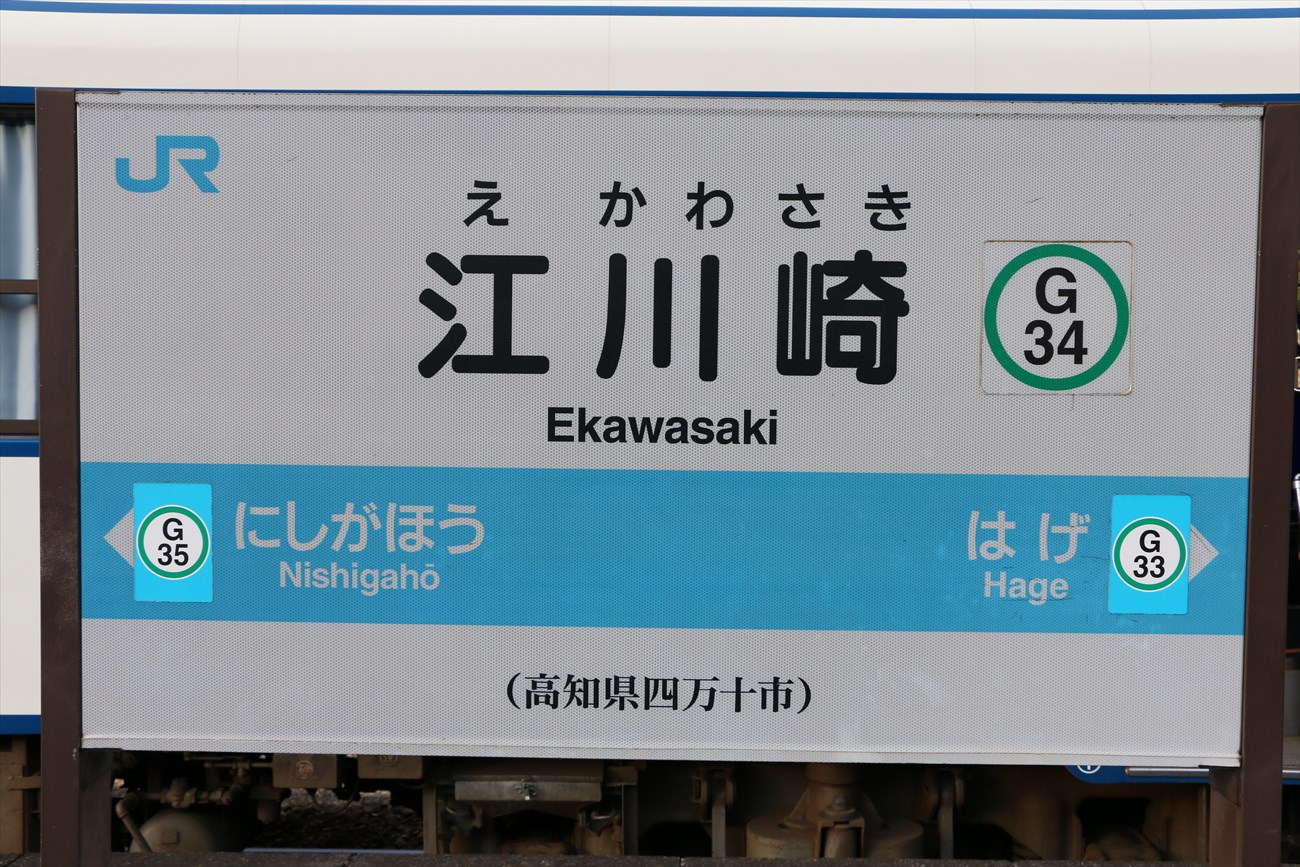 JR
えかわさき
江川崎
G
34
Ekawasaki
G
35
にしがほう
Nishigahō
はげ
Hage
G
33
(高知県四万十市)